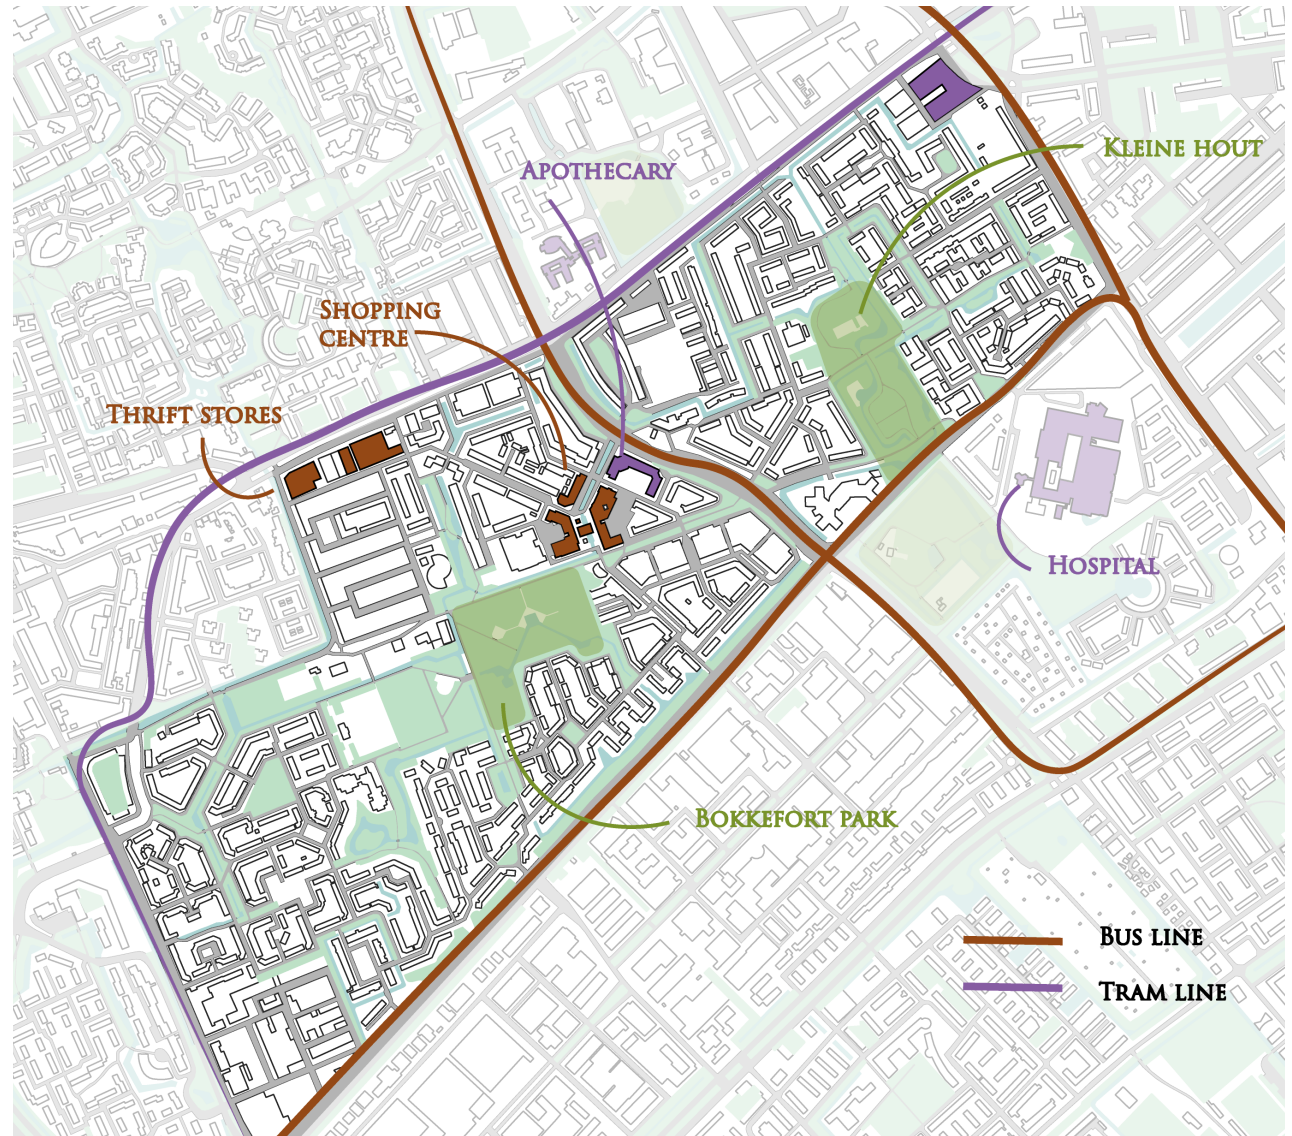 Kleine hout
Apothecary
Shopping
centre
Thrift stores
Hospital
Bokkefort park
Bus line
Tram line